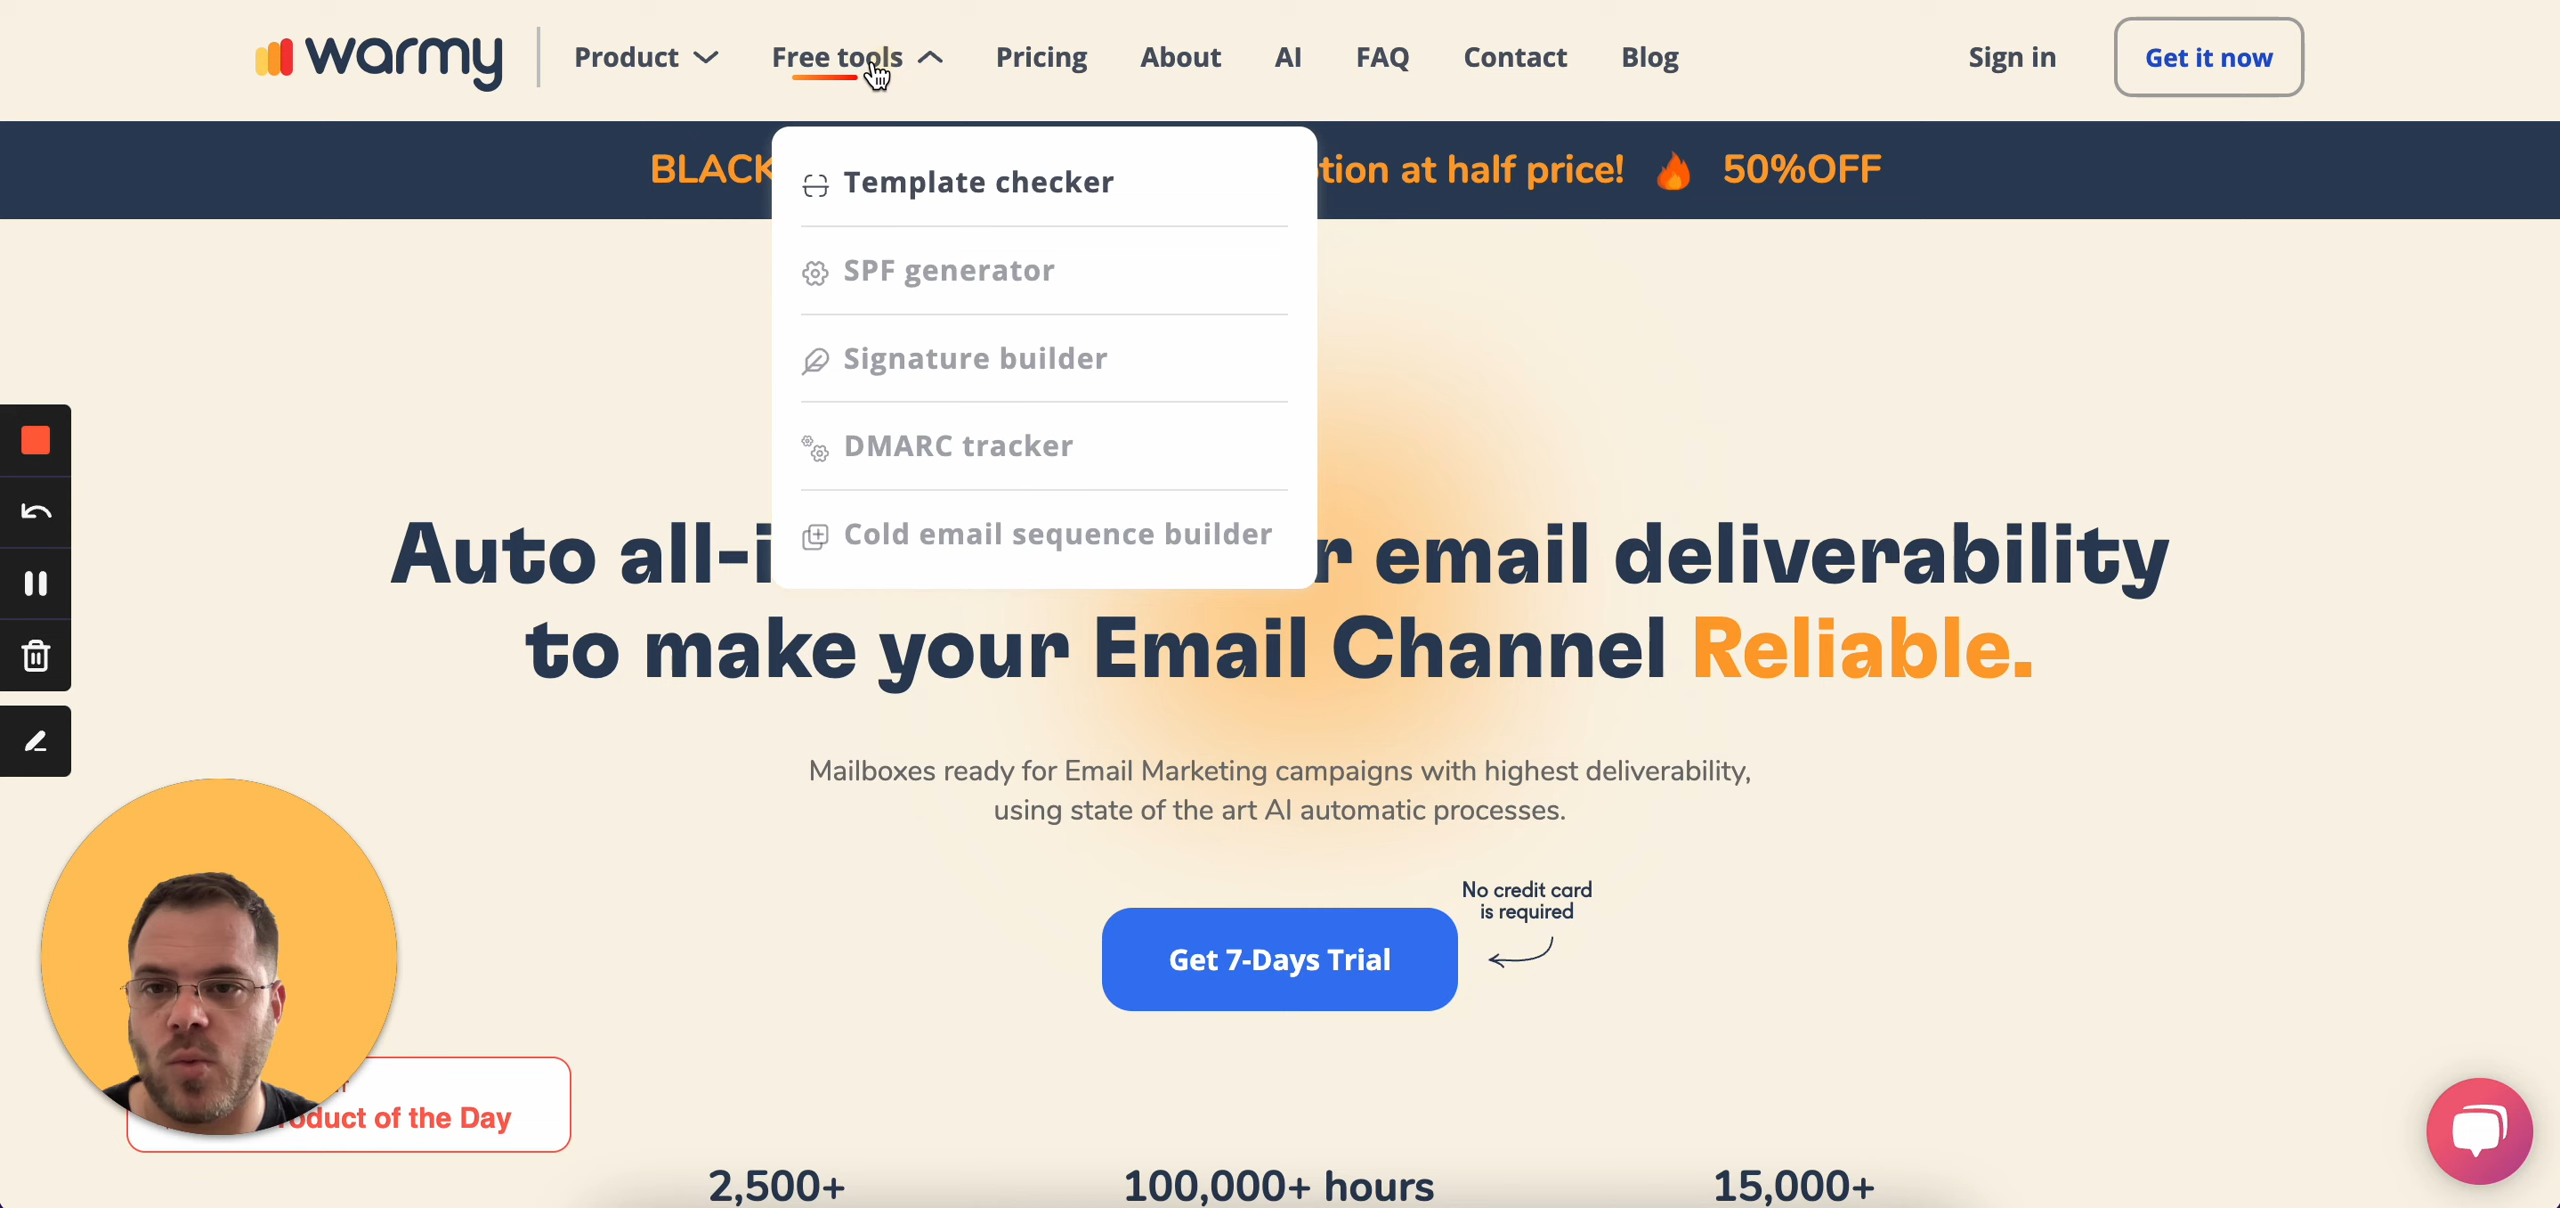 warmy
Product
Free tools
Pricing
About
AI
FAQ
Contact
Blog
Sign in
Get it now
tion at half price! 🔥 50%OFF
Template checker
SPF generator
Signature builder
DMARC tracker
Cold email sequence builder
Auto all-i r email deliverability
to make your Email Channel Reliable.
Mailboxes ready for Email Marketing campaigns with highest deliverability,
using state of the art AI automatic processes.
No credit card
is required
Get 7-Days Trial
oduct of the Day
2,500+
100,000+ hours
15,000+